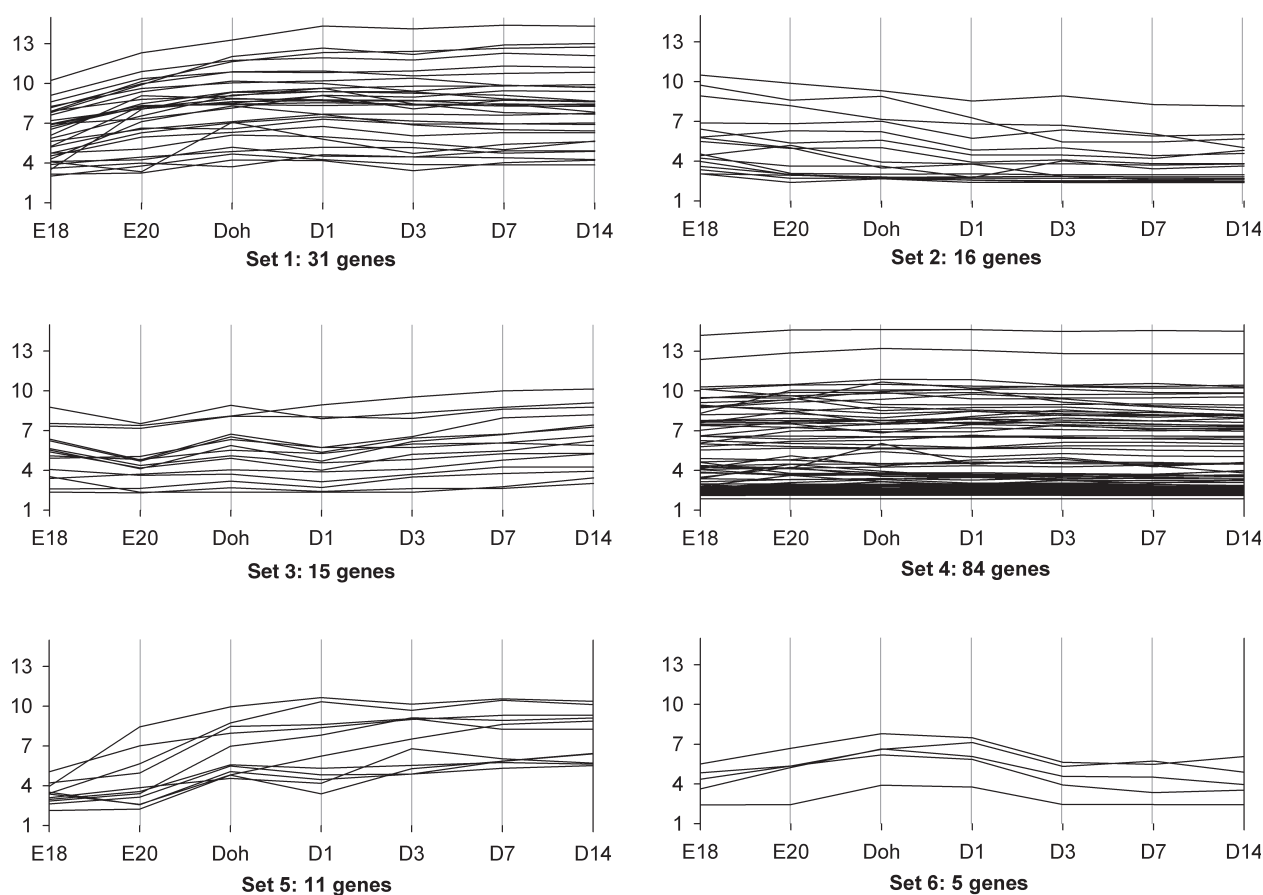 13
10
7
4
1
E18 E20 Doh D1 D3 D7 D14
Set 1: 31 genes
13
10
7
4
1
E18 E20 Doh D1 D3 D7 D14
Set 2: 16 genes
13
10
7
4
1
E18 E20 Doh D1 D3 D7 D14
Set 3: 15 genes
13
10
7
4
1
E18 E20 Doh D1 D3 D7 D14
Set 4: 84 genes
13
10
7
4
1
E18 E20 Doh D1 D3 D7 D14
Set 5: 11 genes
13
10
7
4
1
E18 E20 Doh D1 D3 D7 D14
Set 6: 5 genes